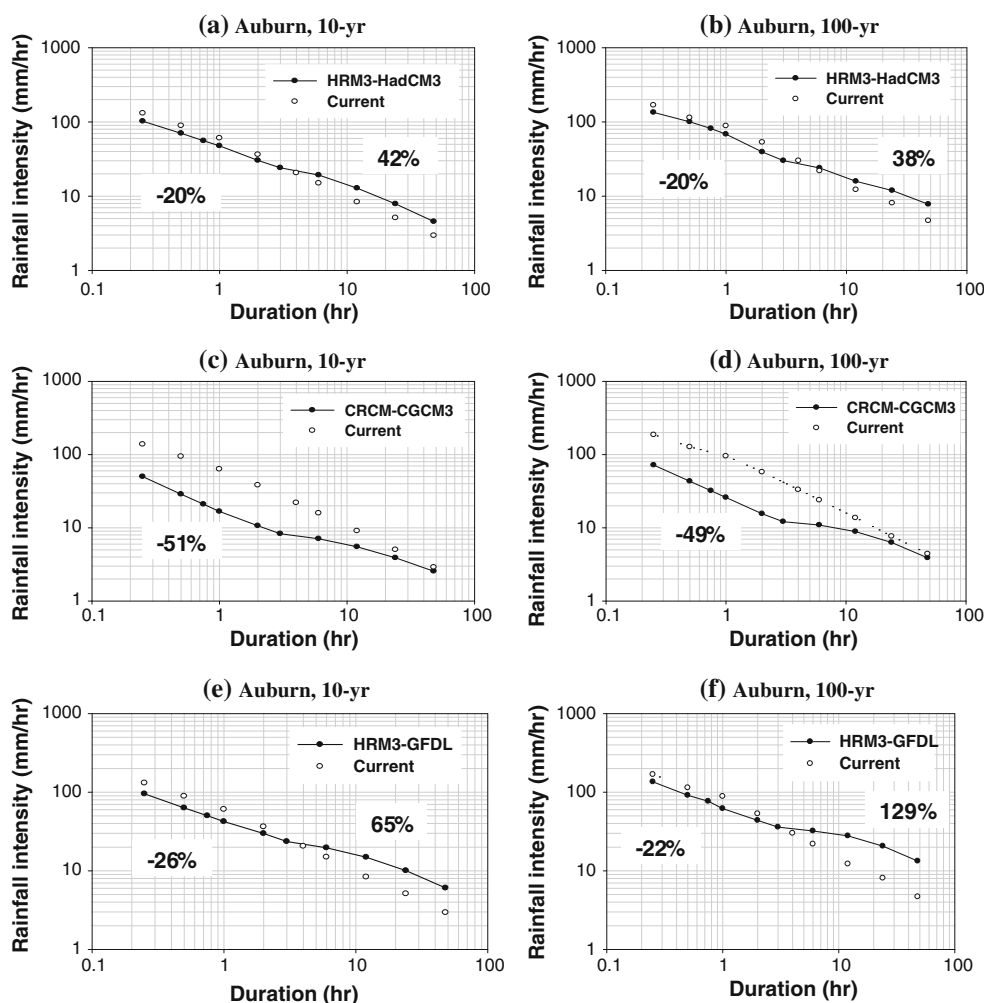 (a) Auburn, 10-yr
Rainfall intensity (mm/hr)
1000
100
10
1
HRM3-HadCM3
Current
42%
-20%
0.1 1 10 100
Duration (hr)
(b) Auburn, 100-yr
Rainfall intensity (mm/hr)
1000
100
10
1
HRM3-HadCM3
Current
38%
-20%
0.1 1 10 100
Duration (hr)
(c) Auburn, 10-yr
Rainfall intensity (mm/hr)
1000
100
10
1
CRCM-CGCM3
Current
-51%
0.1 1 10 100
Duration (hr)
(d) Auburn, 100-yr
Rainfall intensity (mm/hr)
1000
100
10
1
CRCM-CGCM3
Current
-49%
0.1 1 10 100
Duration (hr)
(e) Auburn, 10-yr
Rainfall intensity (mm/hr)
1000
100
10
1
HRM3-GFDL
Current
65%
-26%
0.1 1 10 100
Duration (hr)
(f) Auburn, 100-yr
Rainfall intensity (mm/hr)
1000
100
10
1
HRM3-GFDL
Current
129%
-22%
0.1 1 10 100
Duration (hr)